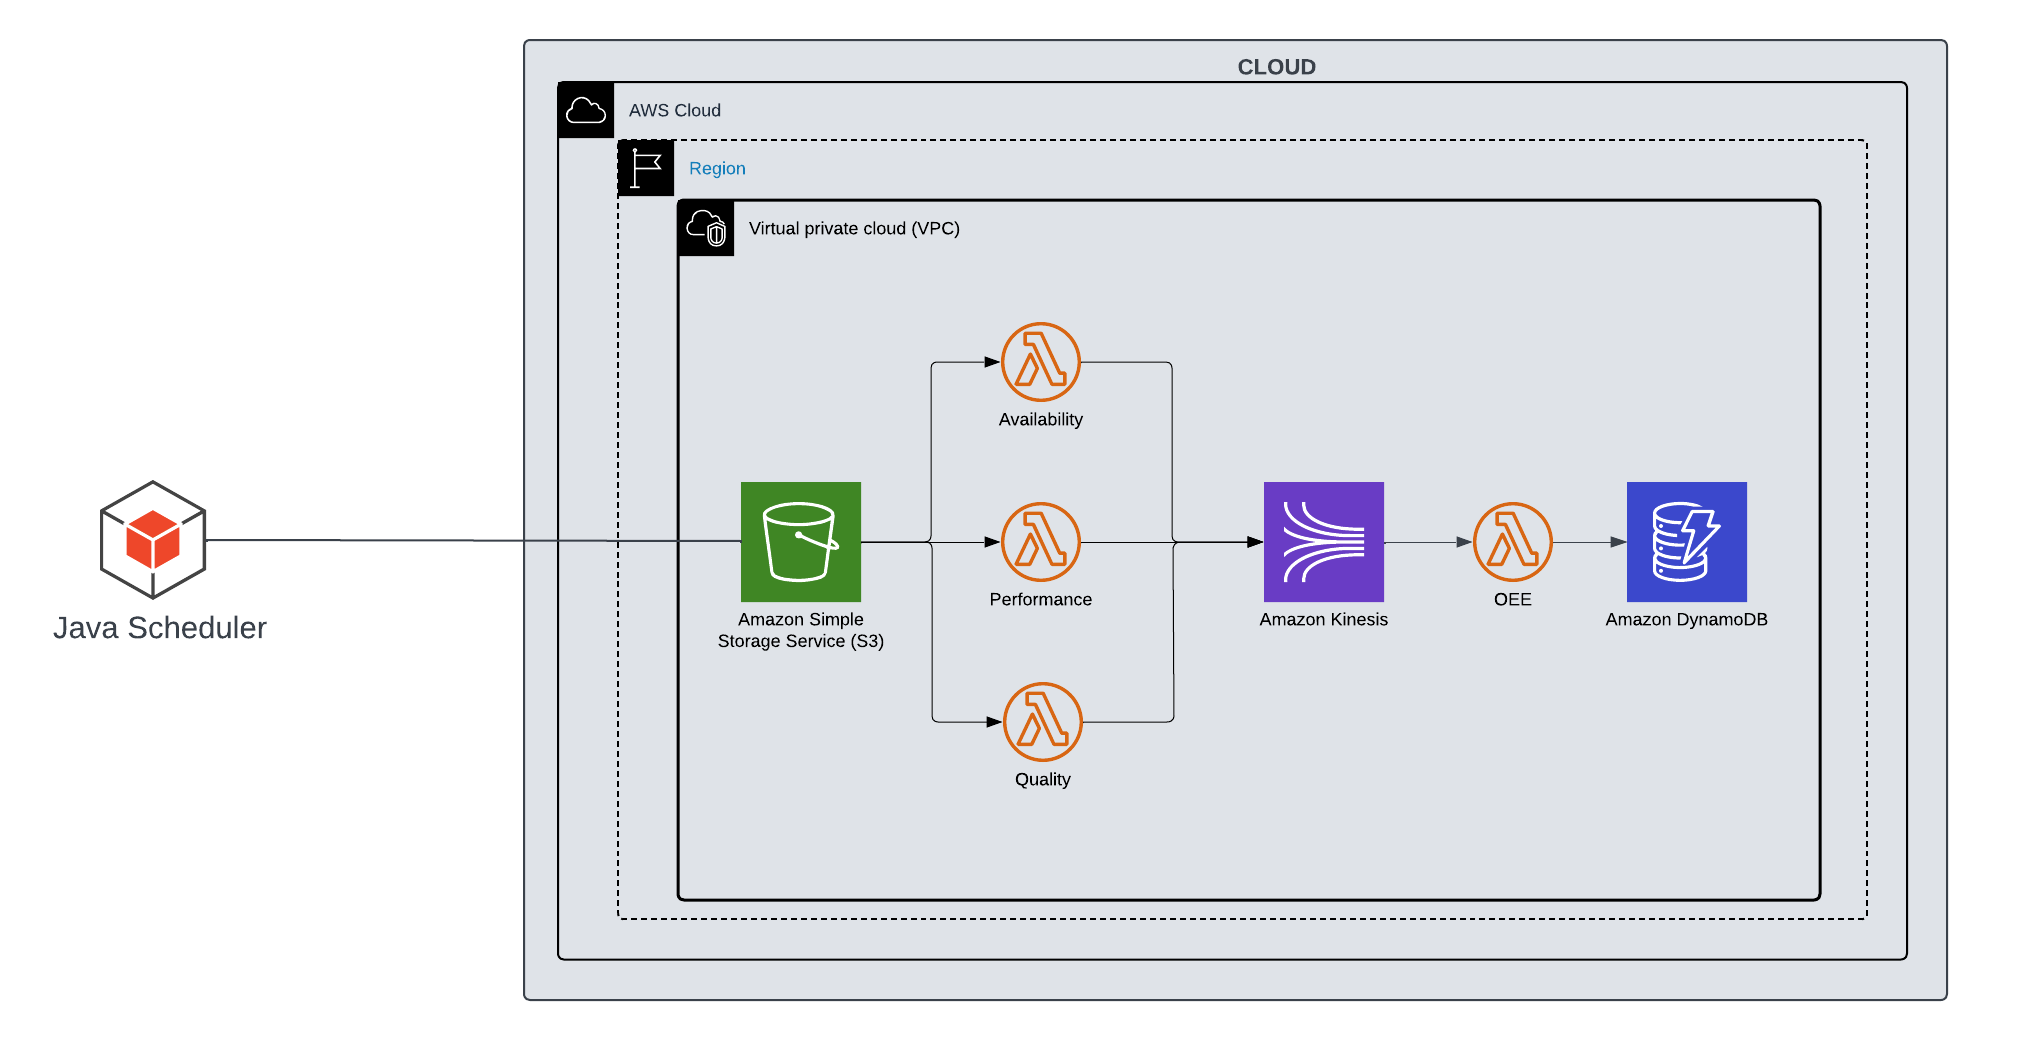 CLOUD
AWS Cloud
Region
Virtual private cloud (VPC)
Availability
Java Scheduler
Amazon Simple
Storage Service (S3)
Performance
Amazon Kinesis
OEE
Amazon DynamoDB
Quality